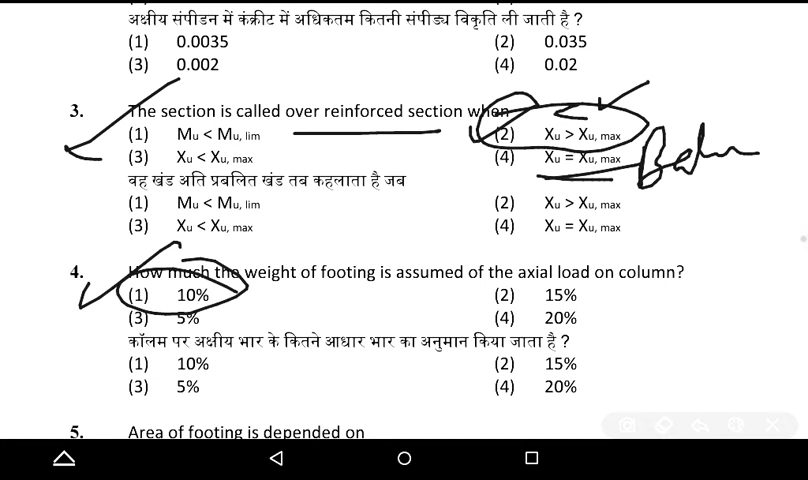 अक्षीय संपीडन में कंक्रीट में अधिकतम कितनी संपीड्य विकृति ली जाती है ?
(1) 0.0035 (2) 0.035
(3) 0.002 (4) 0.02
3. The section is called over reinforced section when
(1) Mu < Mu, lim (2) Xu > Xu, max
(3) Xu < Xu, max (4) Xu = Xu, max
वह खंड अति प्रबलित खंड तब कहलाता है जब
(1) Mu < Mu, lim (2) Xu > Xu, max
(3) Xu < Xu, max (4) Xu = Xu, max
4. How much the weight of footing is assumed of the axial load on column?
(1) 10% (2) 15%
(3) 5% (4) 20%
कॉलम पर अक्षीय भार के कितने आधार भार का अनुमान किया जाता है ?
(1) 10% (2) 15%
(3) 5% (4) 20%
5. Area of footing is depended on